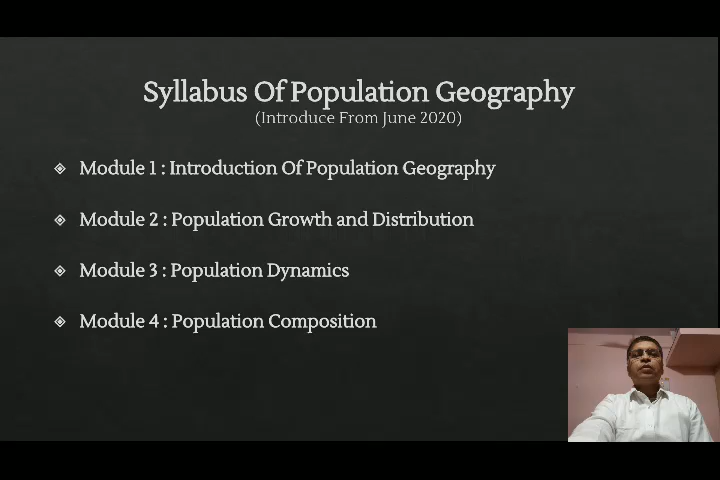 Syllabus Of Population Geography
(Introduce From June 2020)
Module 1 : Introduction Of Population Geography
Module 2 : Population Growth and Distribution
Module 3 : Population Dynamics
Module 4 : Population Composition